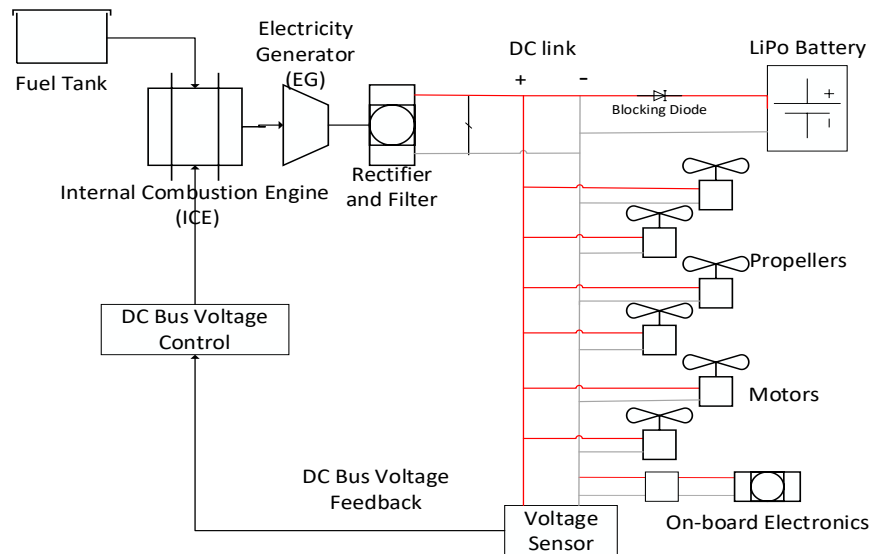 Fuel Tank
Electricity
Generator
(EG)
DC link
LiPo Battery
+
−
+
−
Blocking Diode
Internal Combustion Engine
(ICE)
Rectifier
and Filter
Propellers
DC Bus Voltage
Control
Motors
DC Bus Voltage
Feedback
Voltage
Sensor
On-board Electronics